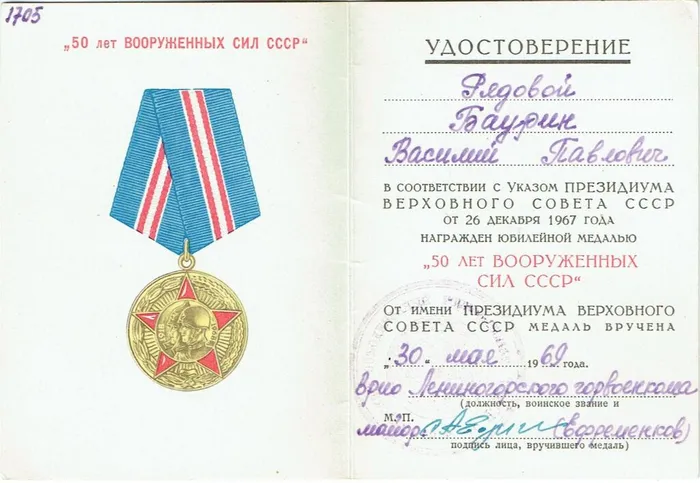 1705
„50 лет ВООРУЖЕННЫХ СИЛ СССР“
УДОСТОВЕРЕНИЕ
Рядовой
Баурин
Василий Павлович
В СООТВЕТСТВИИ С УКАЗОМ ПРЕЗИДИУМА
ВЕРХОВНОГО СОВЕТА СССР
ОТ 26 ДЕКАБРЯ 1967 ГОДА
НАГРАЖДЕН ЮБИЛЕЙНОЙ МЕДАЛЬЮ
„50 ЛЕТ ВООРУЖЕННЫХ
СИЛ СССР“
ОТ ИМЕНИ ПРЕЗИДИУМА ВЕРХОВНОГО
СОВЕТА СССР МЕДАЛЬ ВРУЧЕНА
„30“ мая 1969 года.
Врио Лениногорского горвоенкома
(должность, воинское звание и
М. П.
майор (Ефременков)
подпись лица, вручившего медаль)